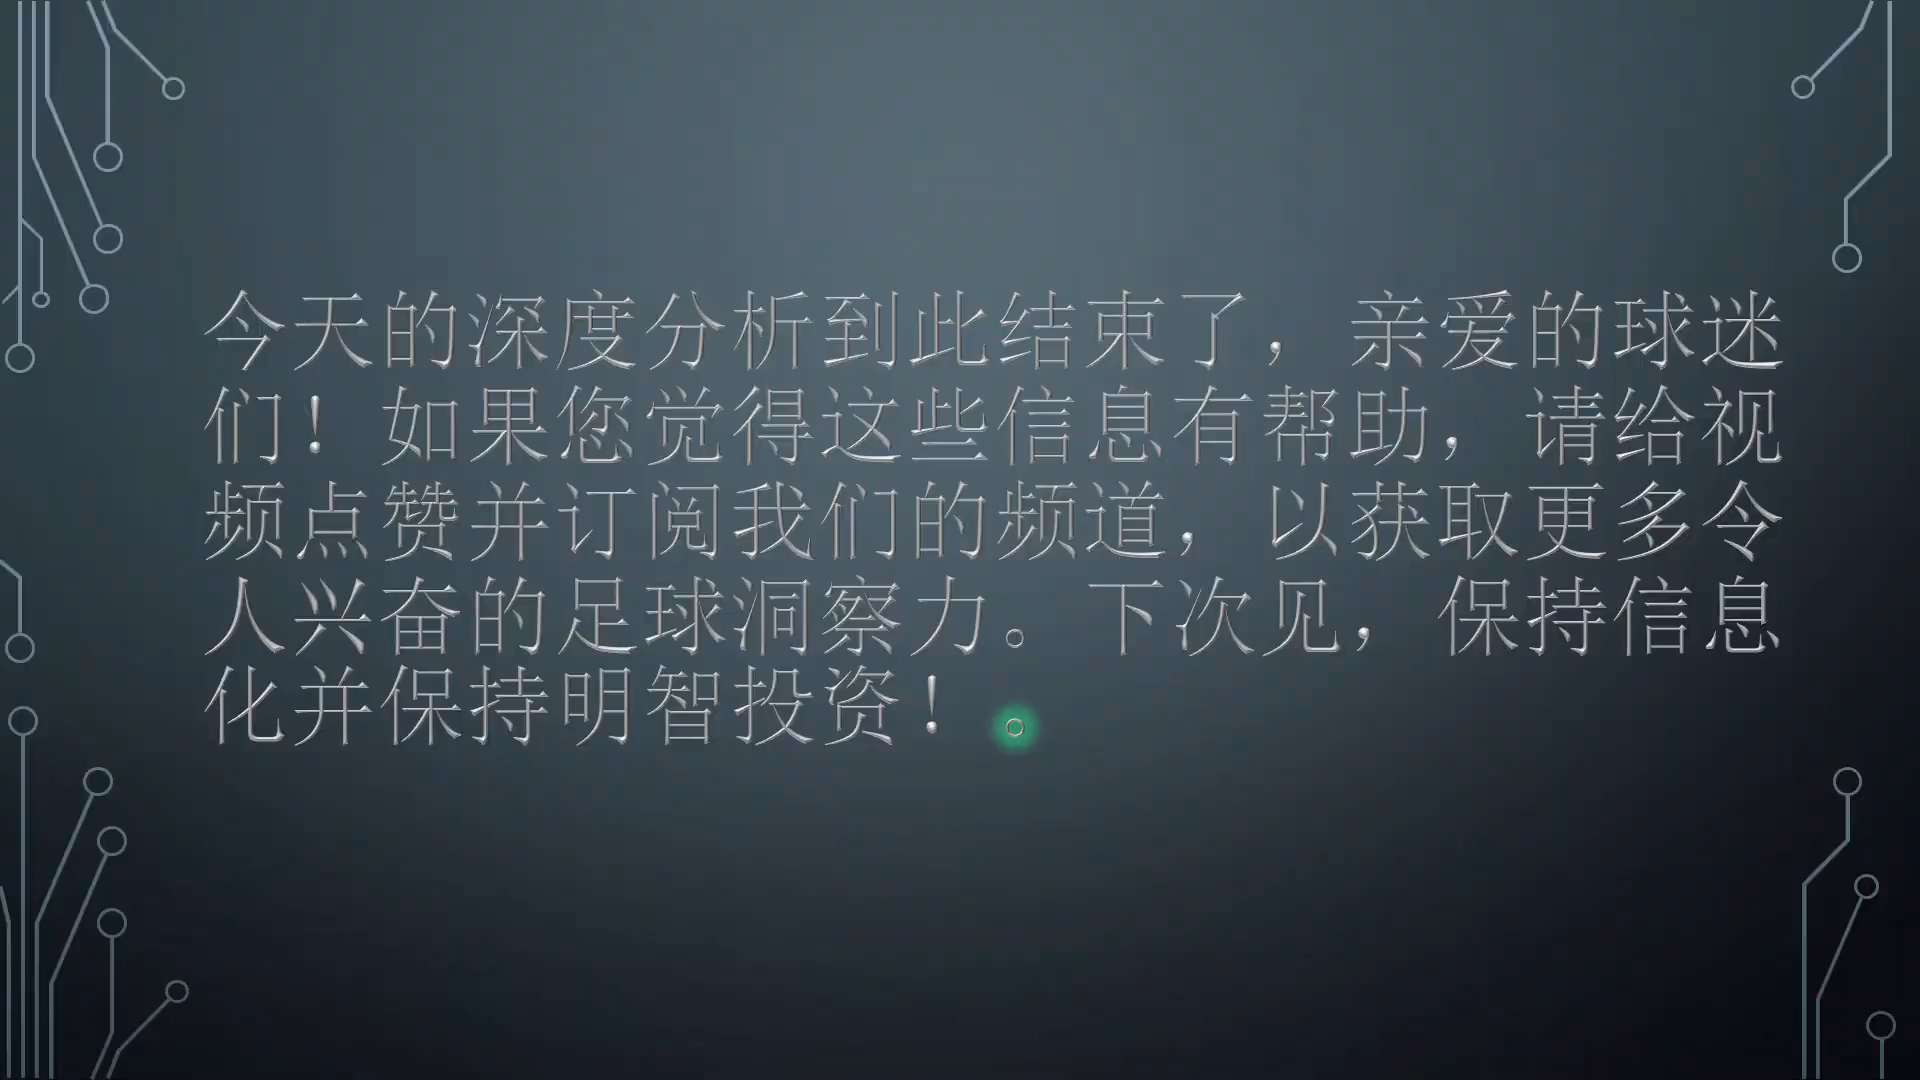 今天的深度分析到此结束了，亲爱的球迷
们！如果您觉得这些信息有帮助，请给视
频点赞并订阅我们的频道，以获取更多令
人兴奋的足球洞察力。下次见，保持信息
化并保持明智投资！。